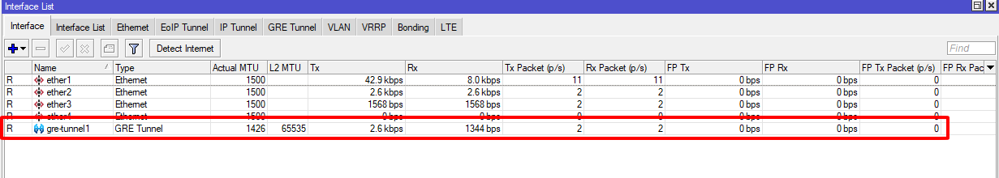 Interface List
Interface Interface List Ethernet EoIP Tunnel IP Tunnel GRE Tunnel VLAN VRRP Bonding LTE
Detect Internet Find
Name Type Actual MTU L2 MTU Tx Rx Tx Packet (p/s) Rx Packet (p/s) FP Tx FP Rx FP Tx Packet (p/s) FP Rx Pac
R ether1 Ethernet 1500 42.9 kbps 8.0 kbps 11 11 0 bps 0 bps 0
R ether2 Ethernet 1500 2.6 kbps 2.6 kbps 2 2 0 bps 0 bps 0
R ether3 Ethernet 1500 1568 bps 1568 bps 2 2 0 bps 0 bps 0
R ether4 Ethernet 1500 0 bps 0 bps 0 0 0 bps 0 bps 0
R gre-tunnel1 GRE Tunnel 1426 65535 2.6 kbps 1344 bps 2 2 0 bps 0 bps 0